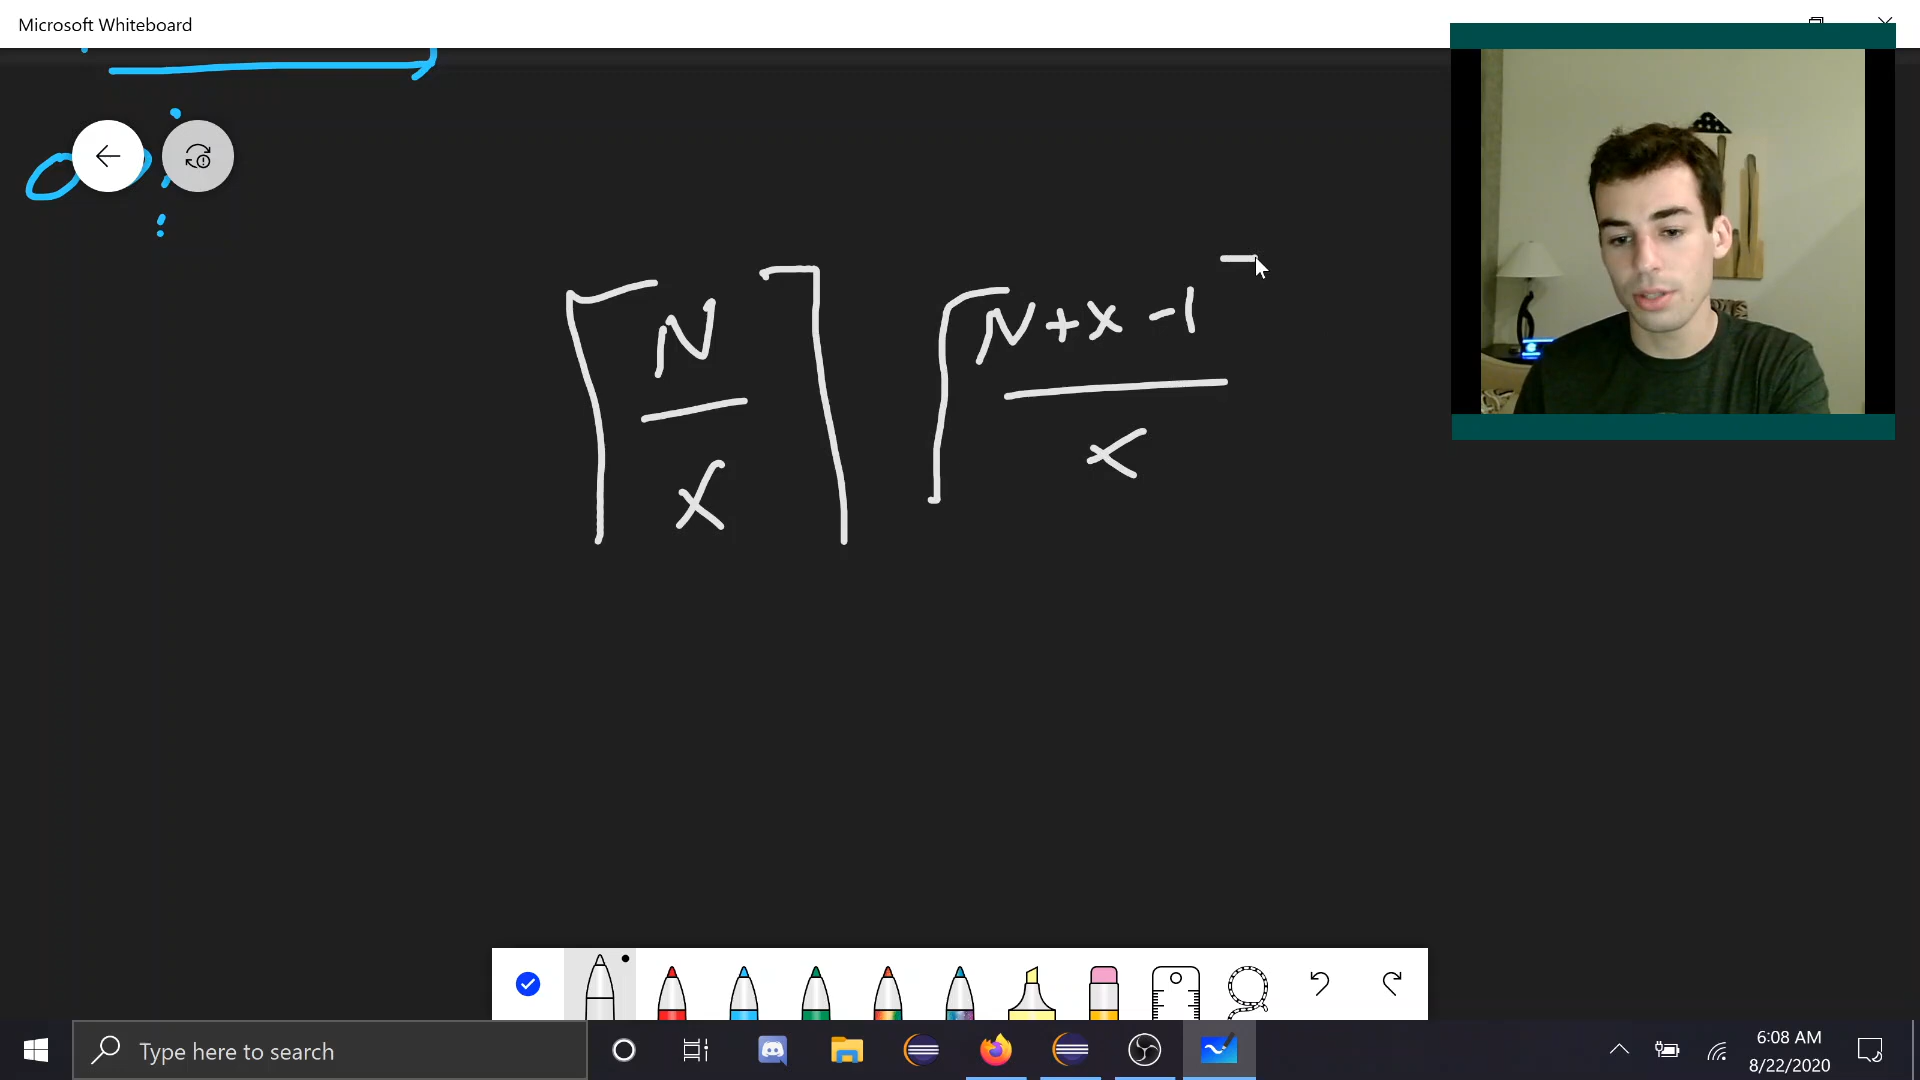 Microsoft Whiteboard
⌈N/x⌉ ⌈N+x-1
x
Type here to search
6:08 AM
8/22/2020